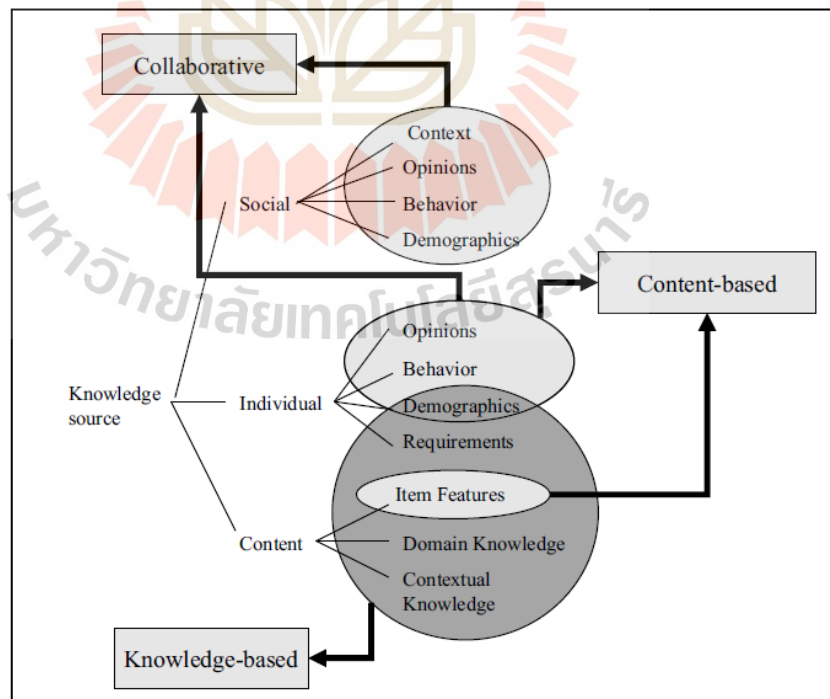 Collaborative
Context
Opinions
Social
Behavior
Demographics
มหาวิทยาลัยเทคโนโลยีสุรนารี
Content-based
Opinions
Behavior
Knowledge
source
Individual
Demographics
Requirements
Item Features
Content
Domain Knowledge
Contextual
Knowledge
Knowledge-based